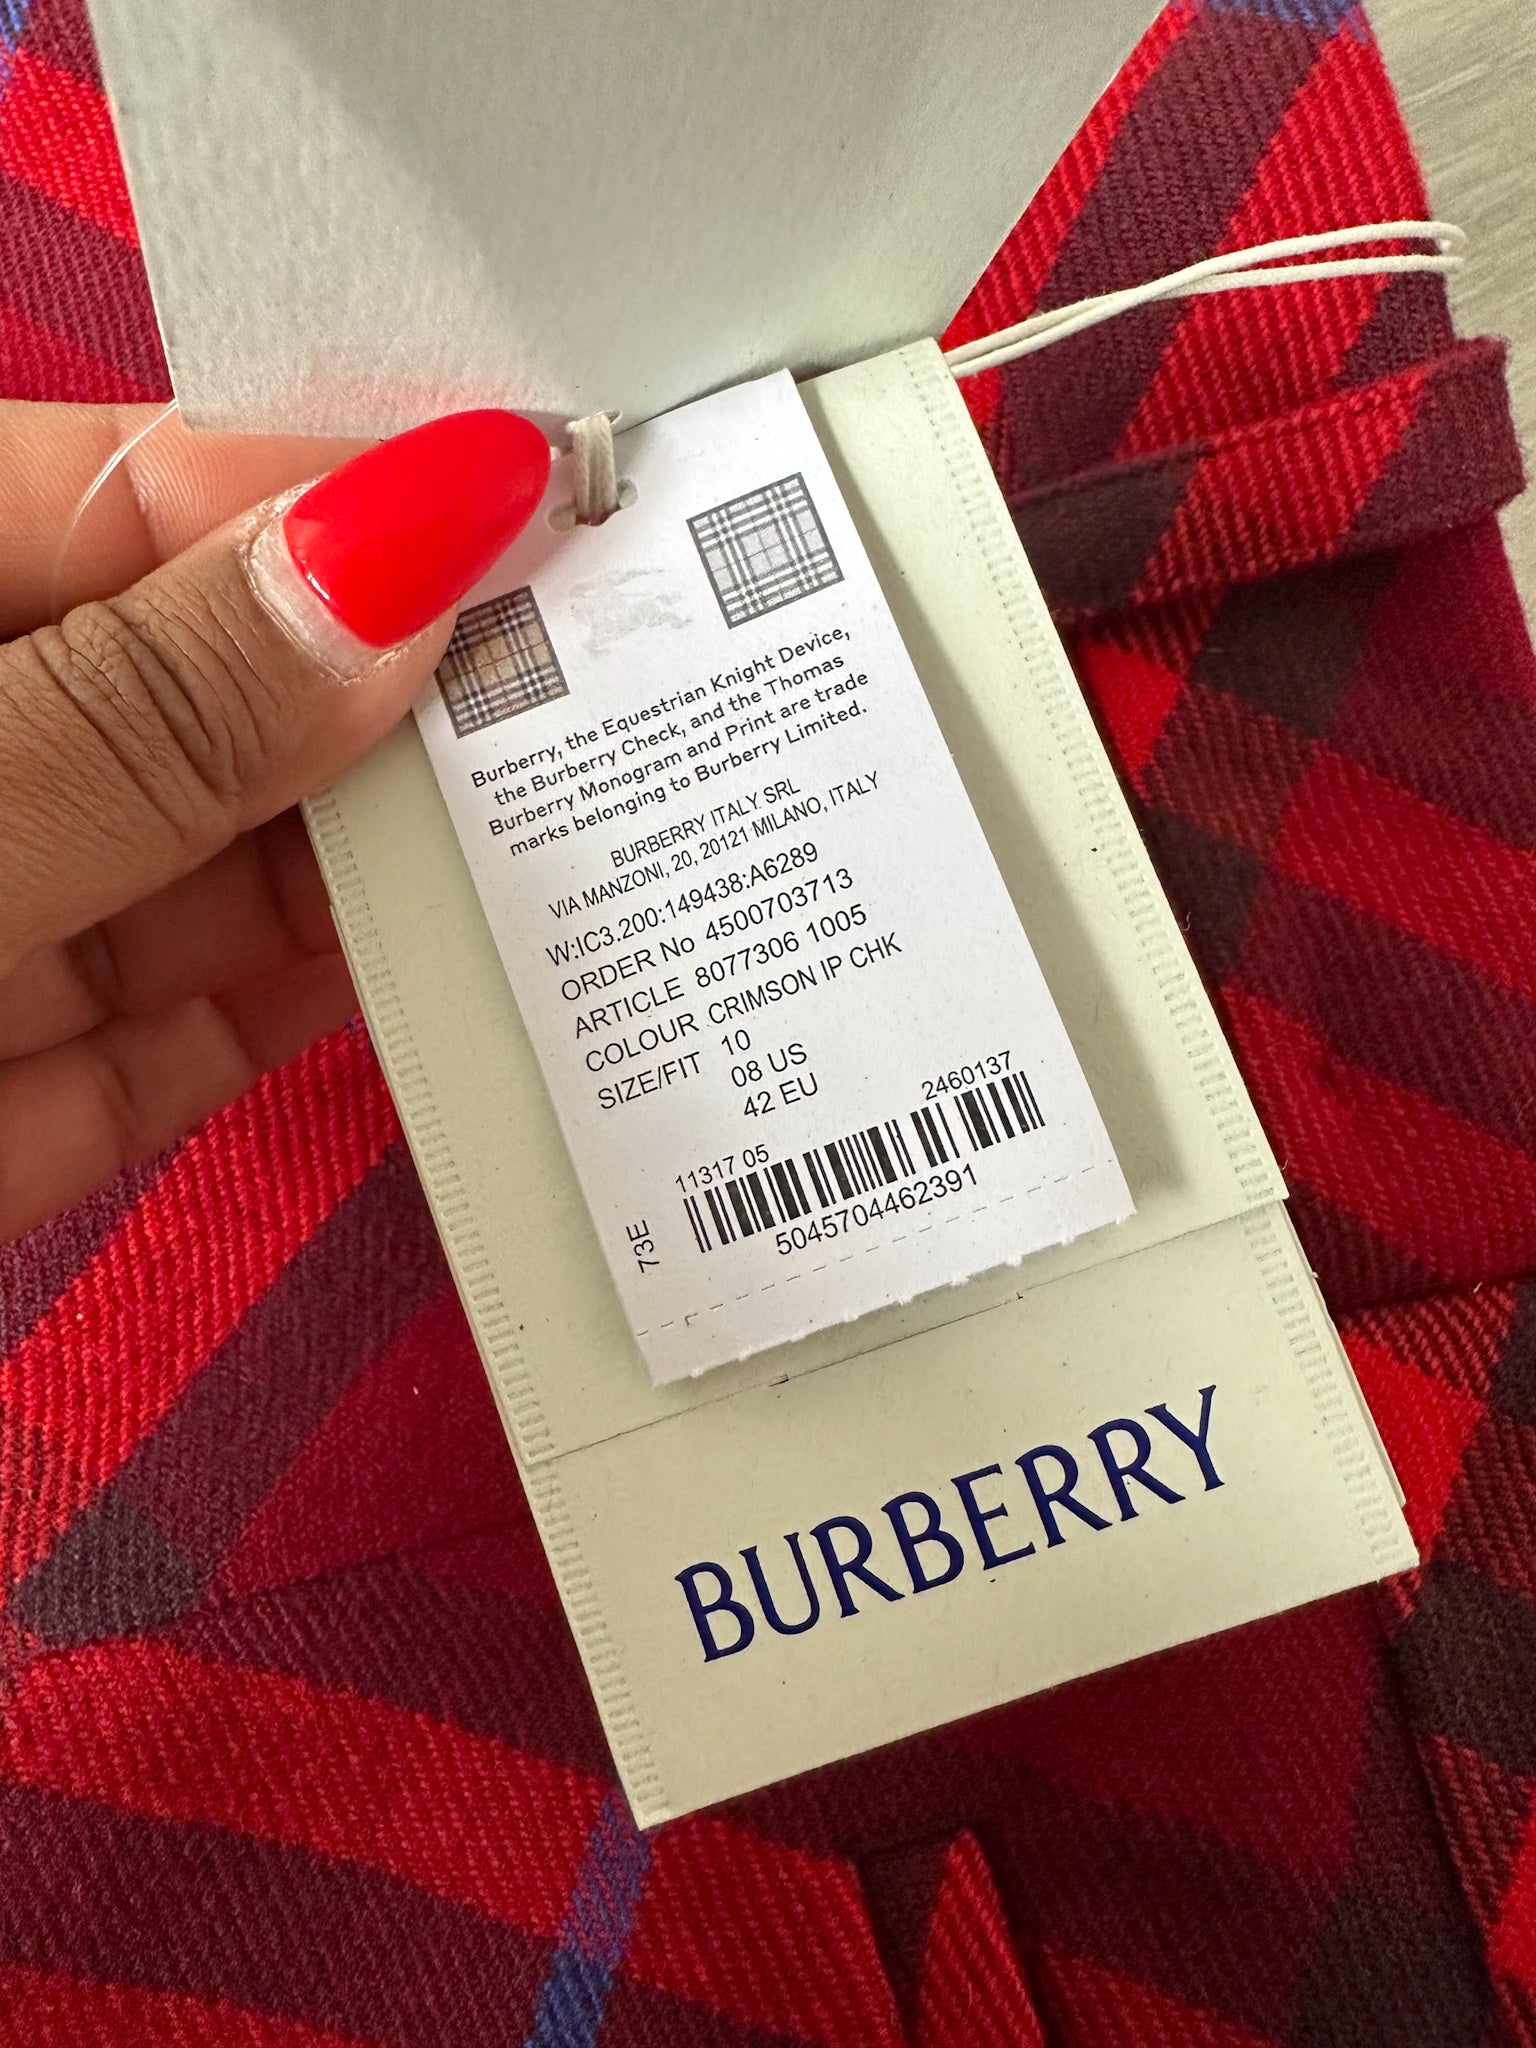 Burberry, the Equestrian Knight Device,
the Burberry Check, and the Thomas
Burberry Monogram and Print are trade
marks belonging to Burberry Limited.
BURBERRY ITALY SRL
VIA MANZONI, 20, 20121 MILANO, ITALY
W:IC3.200:149438:A6289
ORDER No 4500703713
ARTICLE 8077306 1005
COLOUR CRIMSON IP CHK
SIZE/FIT 10
08 US
42 EU
11317 05 2460137
5045704462391
73E
BURBERRY